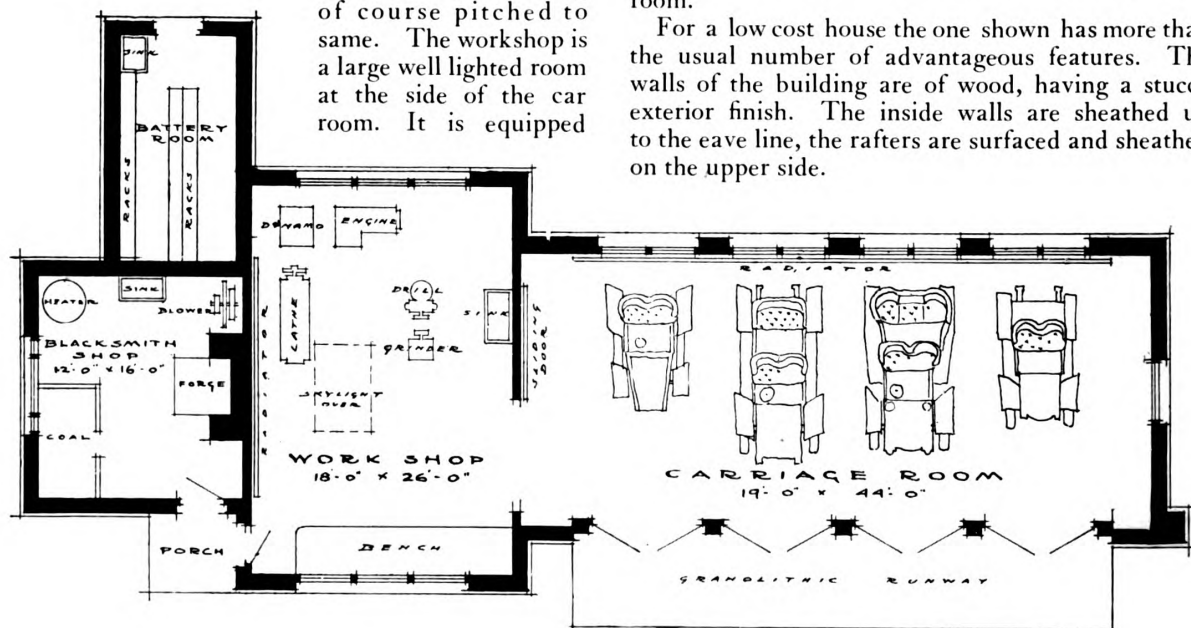 of course pitched to
same. The workshop is
a large well lighted room
at the side of the car
room. It is equipped
room.
For a low cost house the one shown has more tha
the usual number of advantageous features. Th
walls of the building are of wood, having a stucc
exterior finish. The inside walls are sheathed u
to the eave line, the rafters are surfaced and sheathe
on the upper side.
SINK
BATTERY
ROOM
HEATER
SINK
BLOWER
BLACKSMITH
SHOP
12'-0" x 16'-0"
FORGE
COAL
PORCH
DYNAMO
ENGINE
RADIATOR
LATHE
DRILL
GRINDER
SINK
SKYLIGHT
OVER
WORK SHOP
18'-0" x 26'-0"
BENCH
SLIDING
DOOR
RADIATOR
CARRIAGE ROOM
19'-0" x 44'-0"
GRANOLITHIC RUNWAY